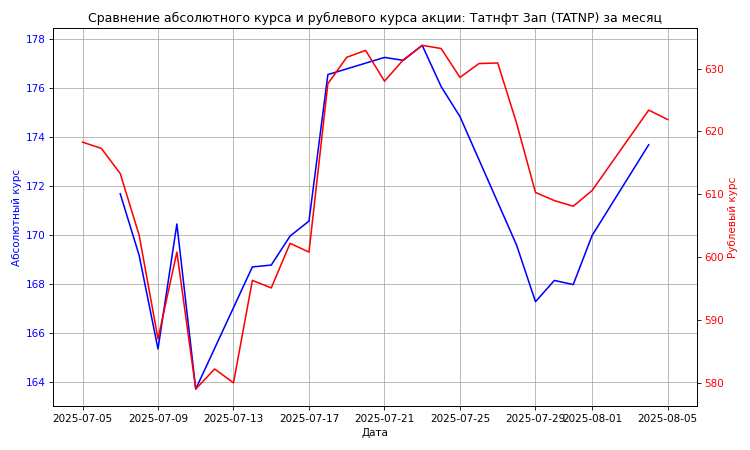 Сравнение абсолютного курса и рублевого курса акции: Татнфт 3ап (TATNP) за месяц
178
176
174
172
170
168
166
164
Абсолютный курс
630
620
610
600
590
580
Рублевый курс
2025-07-05 2025-07-09 2025-07-13 2025-07-17 2025-07-21 2025-07-25 2025-07-29 2025-08-01 2025-08-05
Дата